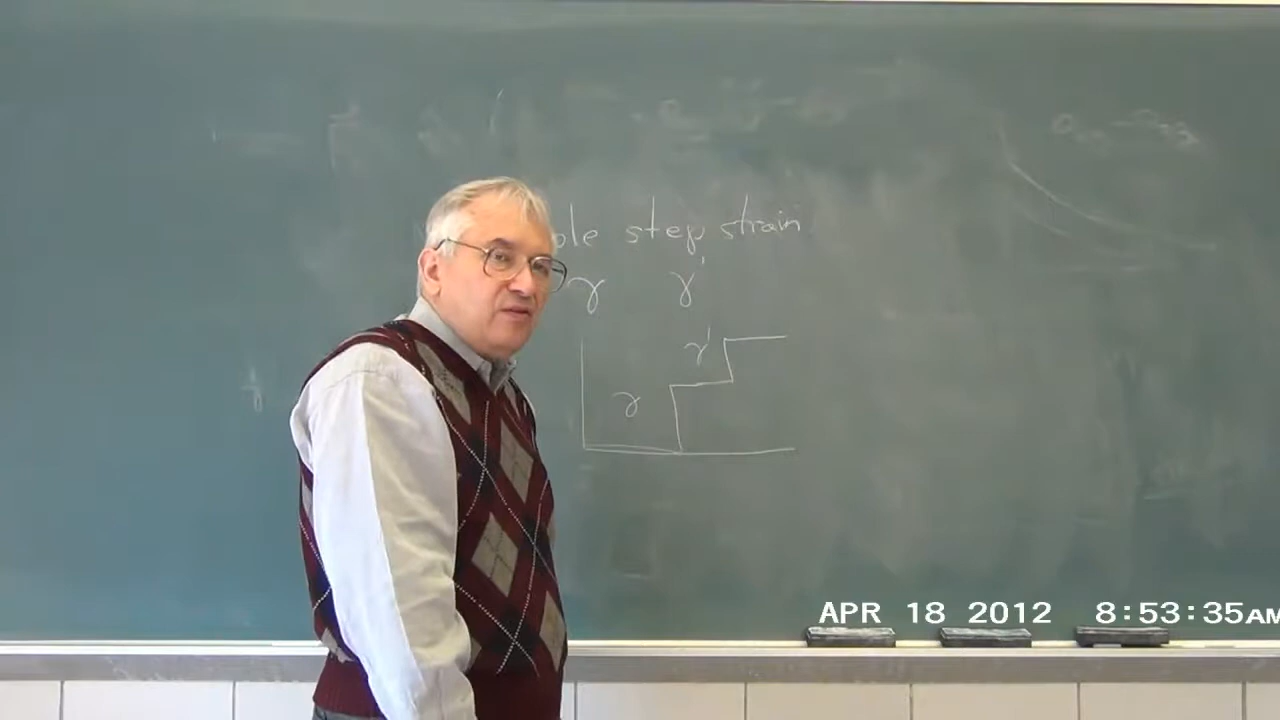 ole step strain
γ γ'
γ'
γ
APR 18 2012 8:53:35AM